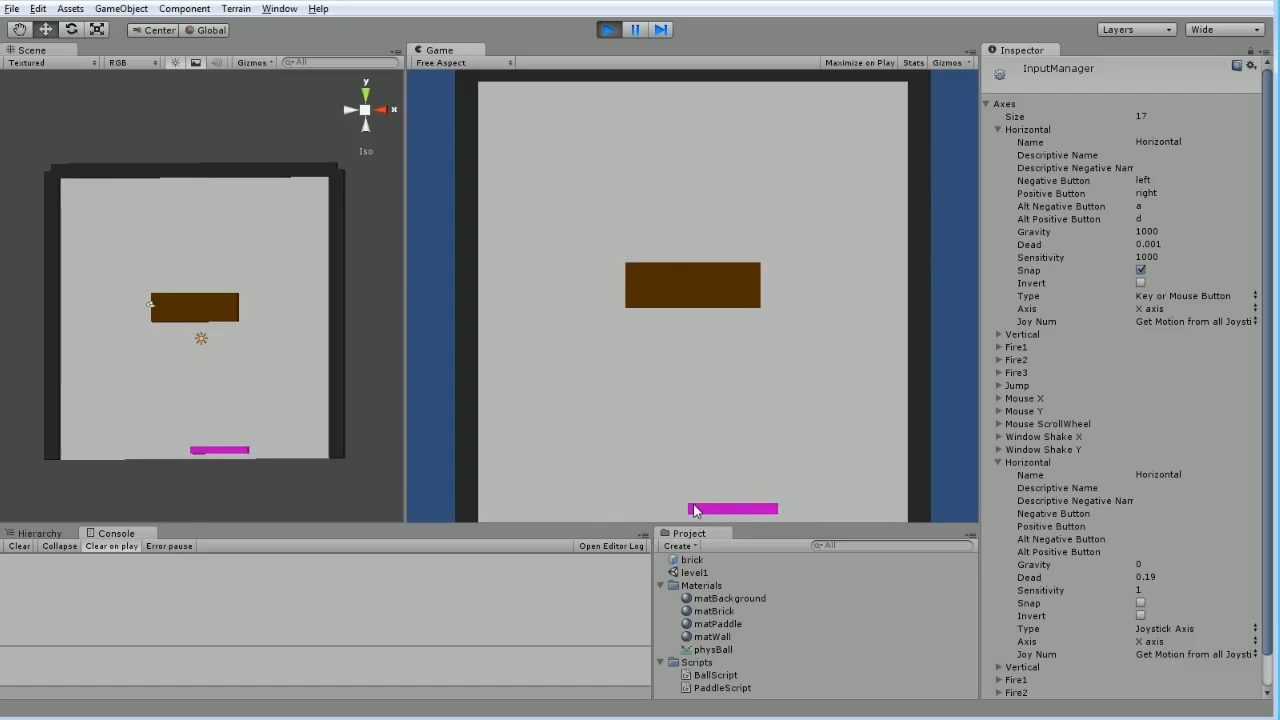 File Edit Assets GameObject Component Terrain Window Help
Center Global Layers Wide
Scene
Textured RGB Gizmos All
y
x
Iso
Game
Free Aspect Maximize on Play Stats Gizmos
Inspector
InputManager
Axes
Size 17
Horizontal
Name Horizontal
Descriptive Name
Descriptive Negative Nam
Negative Button left
Positive Button right
Alt Negative Button a
Alt Positive Button d
Gravity 1000
Dead 0.001
Sensitivity 1000
Snap
Invert
Type Key or Mouse Button
Axis X axis
Joy Num Get Motion from all Joysti
Vertical
Fire1
Fire2
Fire3
Jump
Mouse X
Mouse Y
Mouse ScrollWheel
Window Shake X
Window Shake Y
Horizontal
Name Horizontal
Descriptive Name
Descriptive Negative Nam
Negative Button
Positive Button
Alt Negative Button
Alt Positive Button
Gravity 0
Dead 0.19
Sensitivity 1
Snap
Invert
Type Joystick Axis
Axis X axis
Joy Num Get Motion from all Joysti
Vertical
Fire1
Fire2
Hierarchy Console
Clear Collapse Clear on play Error pause Open Editor Log
Project
Create All
brick
level1
Materials
matBackground
matBrick
matPaddle
matWall
physBall
Scripts
BallScript
PaddleScript